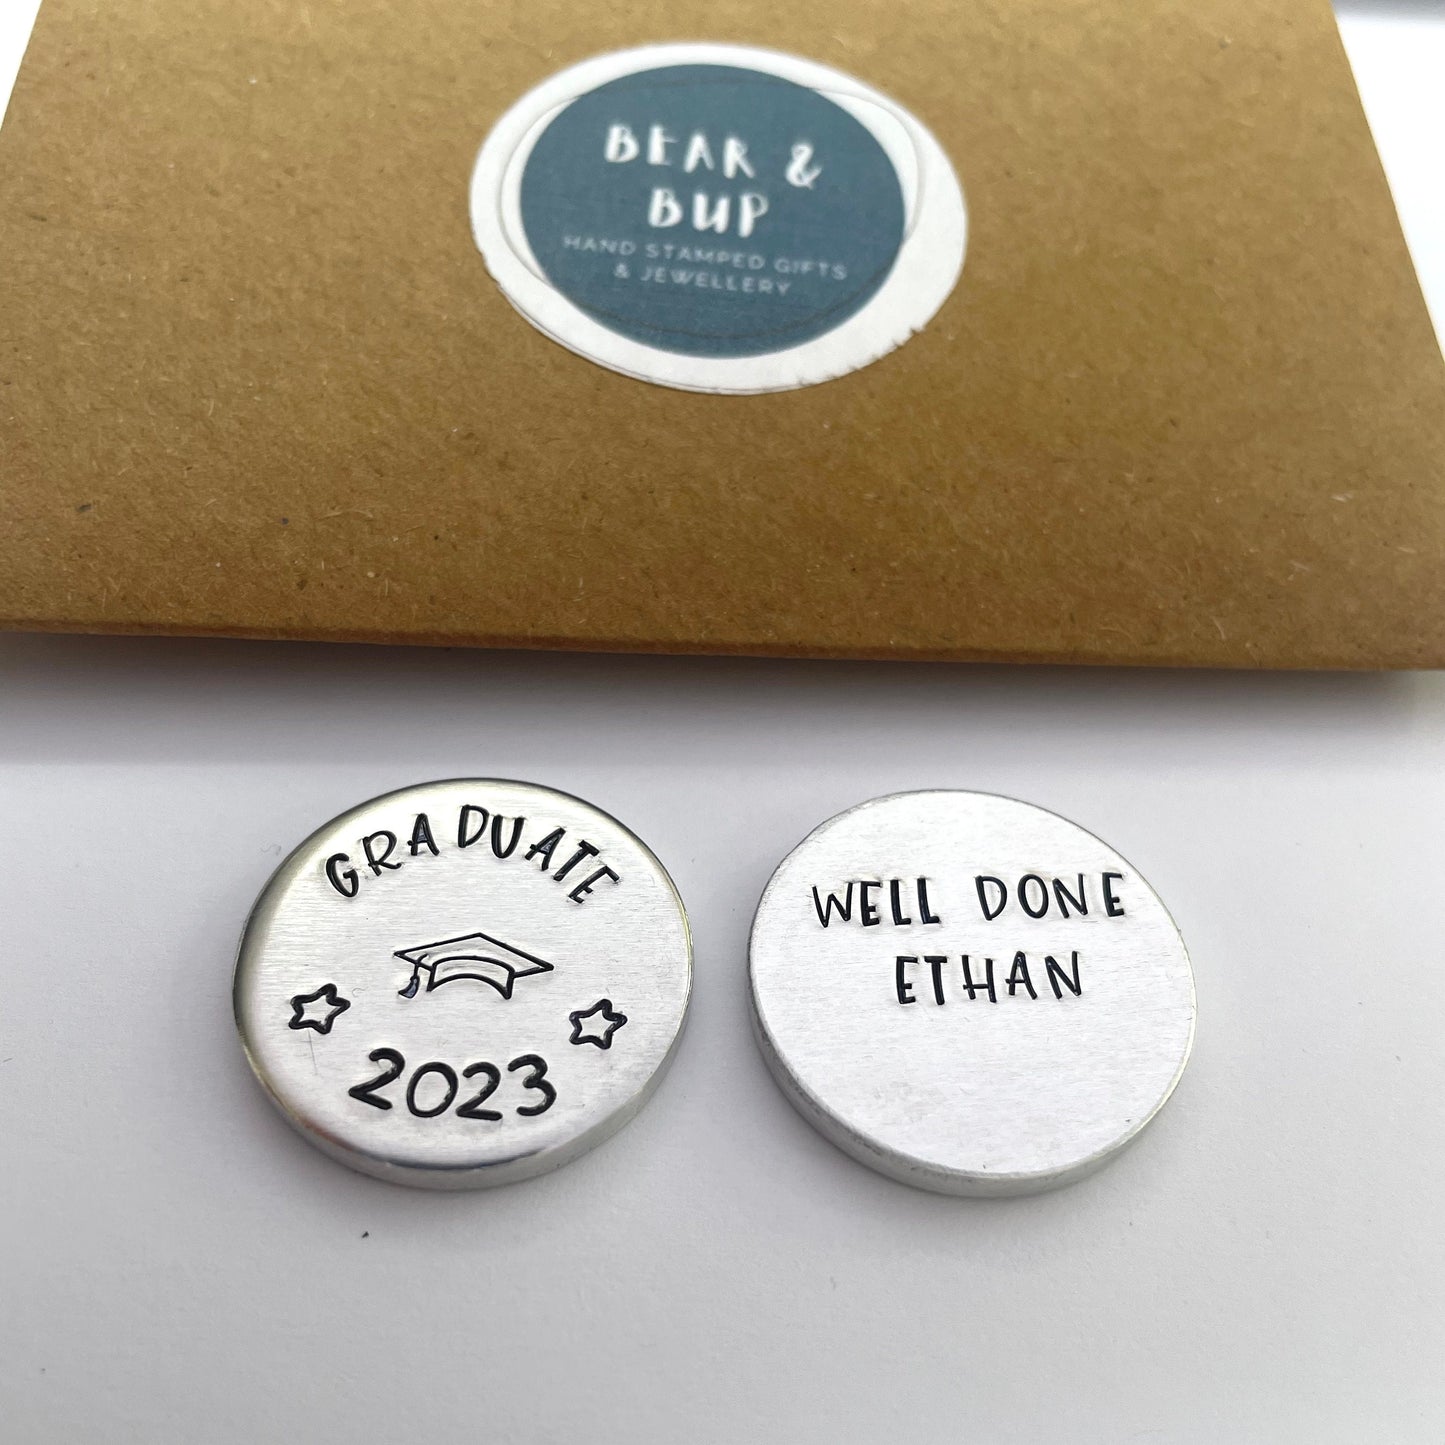 BEAR &
BUP
HAND STAMPED GIFTS
& JEWELLERY
GRADUATE
2023
WELL DONE
ETHAN